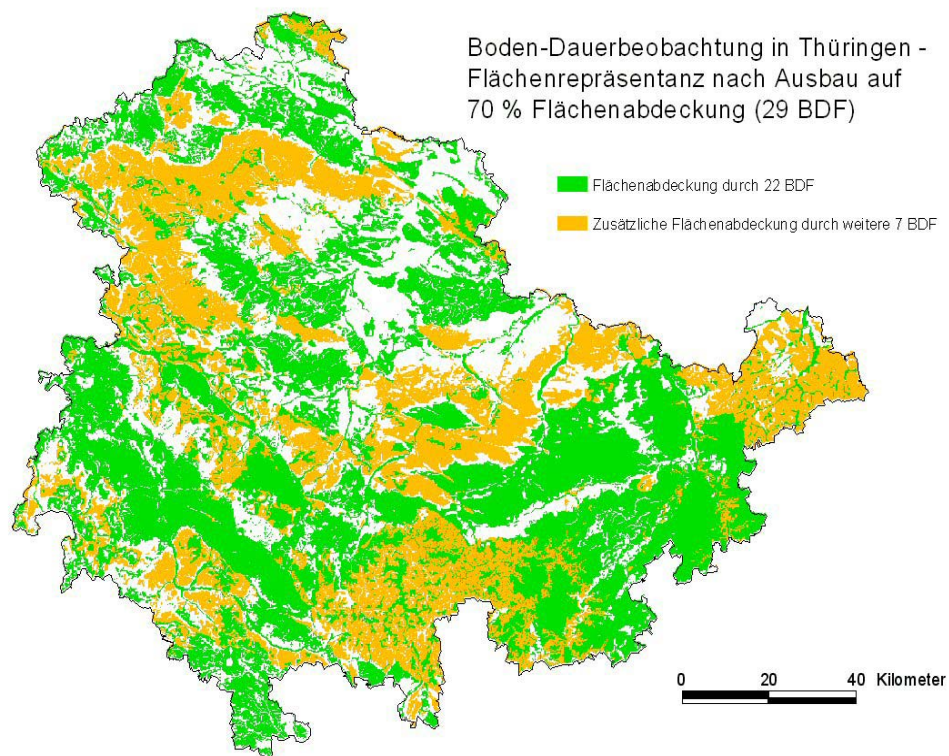 Boden-Dauerbeobachtung in Thüringen -
Flächenrepräsentanz nach Ausbau auf
70 % Flächenabdeckung (29 BDF)
Flächenabdeckung durch 22 BDF
Zusätzliche Flächenabdeckung durch weitere 7 BDF
0 20 40 Kilometer